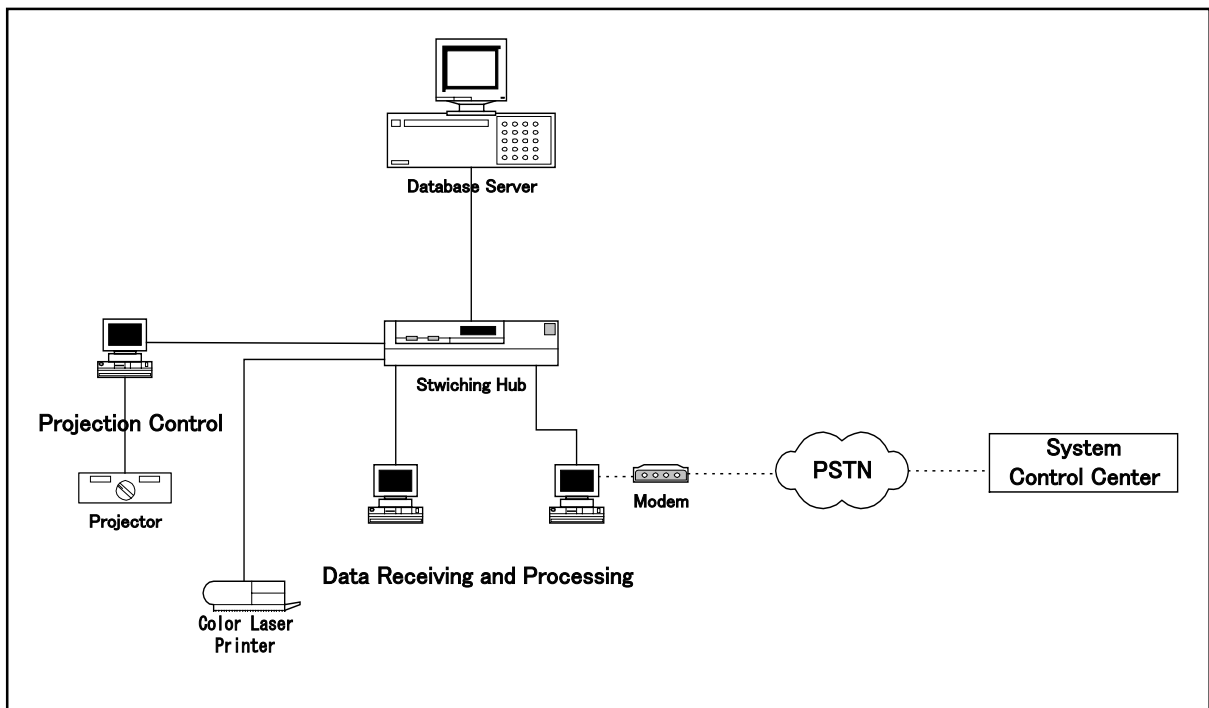 Database Server
Stwiching Hub
Projection Control
Projector
Modem
PSTN
System
Control Center
Data Receiving and Processing
Color Laser
Printer